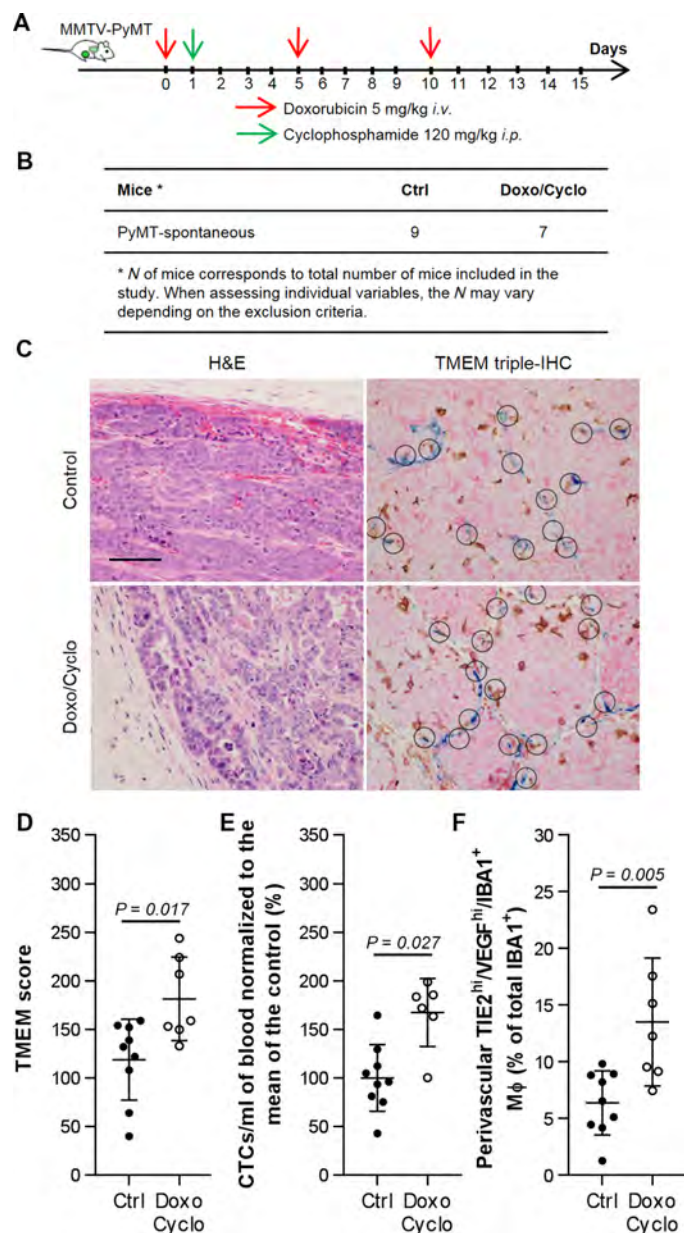 A
MMTV-PyMT
Days
0 1 2 3 4 5 6 7 8 9 10 11 12 13 14 15
Doxorubicin 5 mg/kg i.v.
Cyclophosphamide 120 mg/kg i.p.
B
Mice * Ctrl Doxo/Cyclo
PyMT-spontaneous 9 7
* N of mice corresponds to total number of mice included in the
study. When assessing individual variables, the N may vary
depending on the exclusion criteria.
C
H&E TMEM triple-IHC
Control
Doxo/Cyclo
D
TMEM score
350
300
250
200
150
100
50
0
P = 0.017
Ctrl Doxo
Cyclo
E
CTCs/ml of blood normalized to the
mean of the control (%)
350
300
250
200
150
100
50
0
P = 0.027
Ctrl Doxo
Cyclo
F
Perivascular TIE2hi/VEGFhi/IBA1+
Mϕ (% of total IBA1+)
30
25
20
15
10
5
0
P = 0.005
Ctrl Doxo
Cyclo